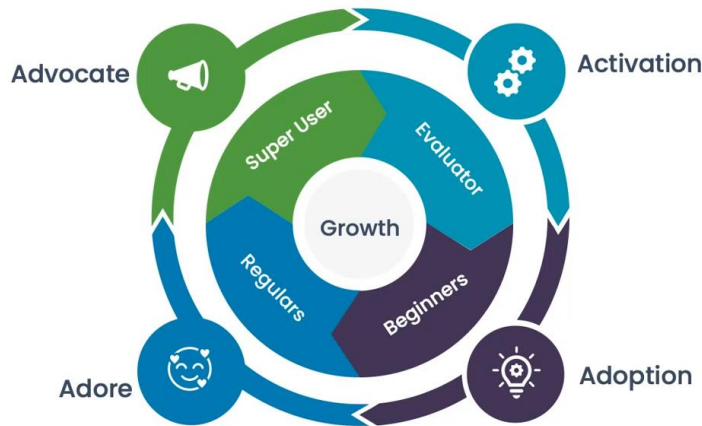 Advocate
Activation
Super User
Evaluator
Growth
Regulars
Beginners
Adore
Adoption